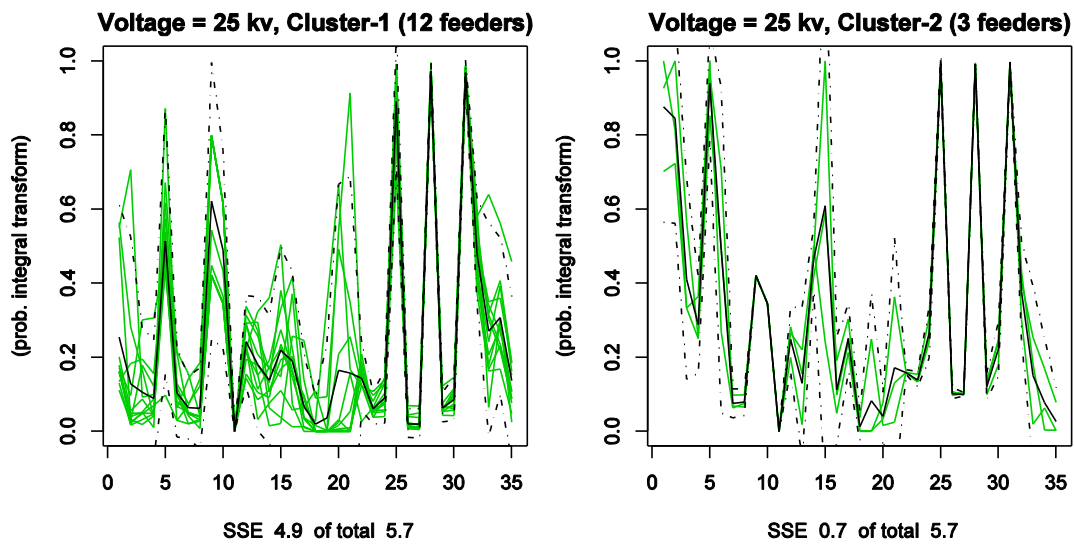 Voltage = 25 kv, Cluster-1 (12 feeders)
(prob. integral transform)
1.0
0.8
0.6
0.4
0.2
0.0
0 5 10 15 20 25 30 35
SSE 4.9 of total 5.7
Voltage = 25 kv, Cluster-2 (3 feeders)
(prob. integral transform)
1.0
0.8
0.6
0.4
0.2
0.0
0 5 10 15 20 25 30 35
SSE 0.7 of total 5.7